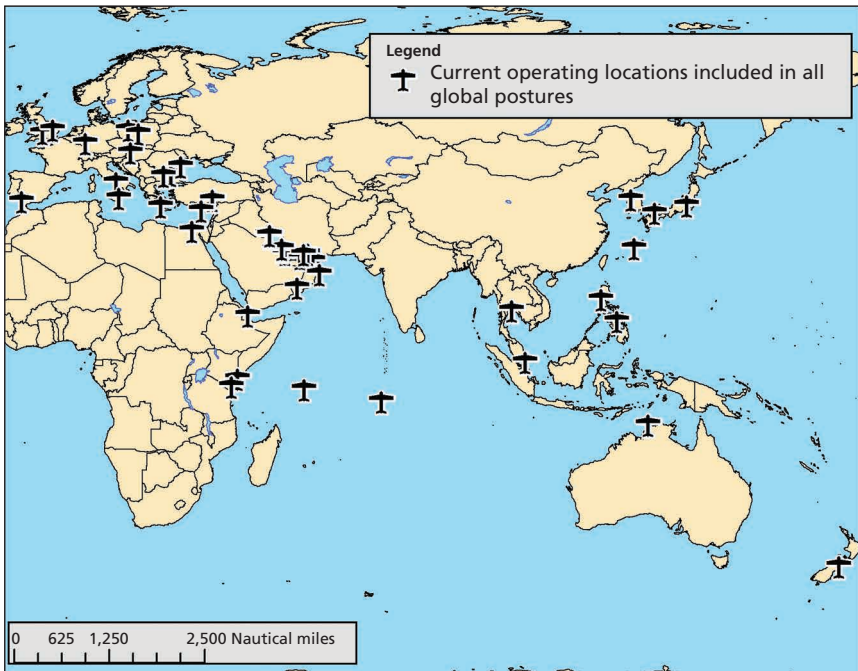 Legend
Current operating locations included in all
global postures
0 625 1,250 2,500 Nautical miles